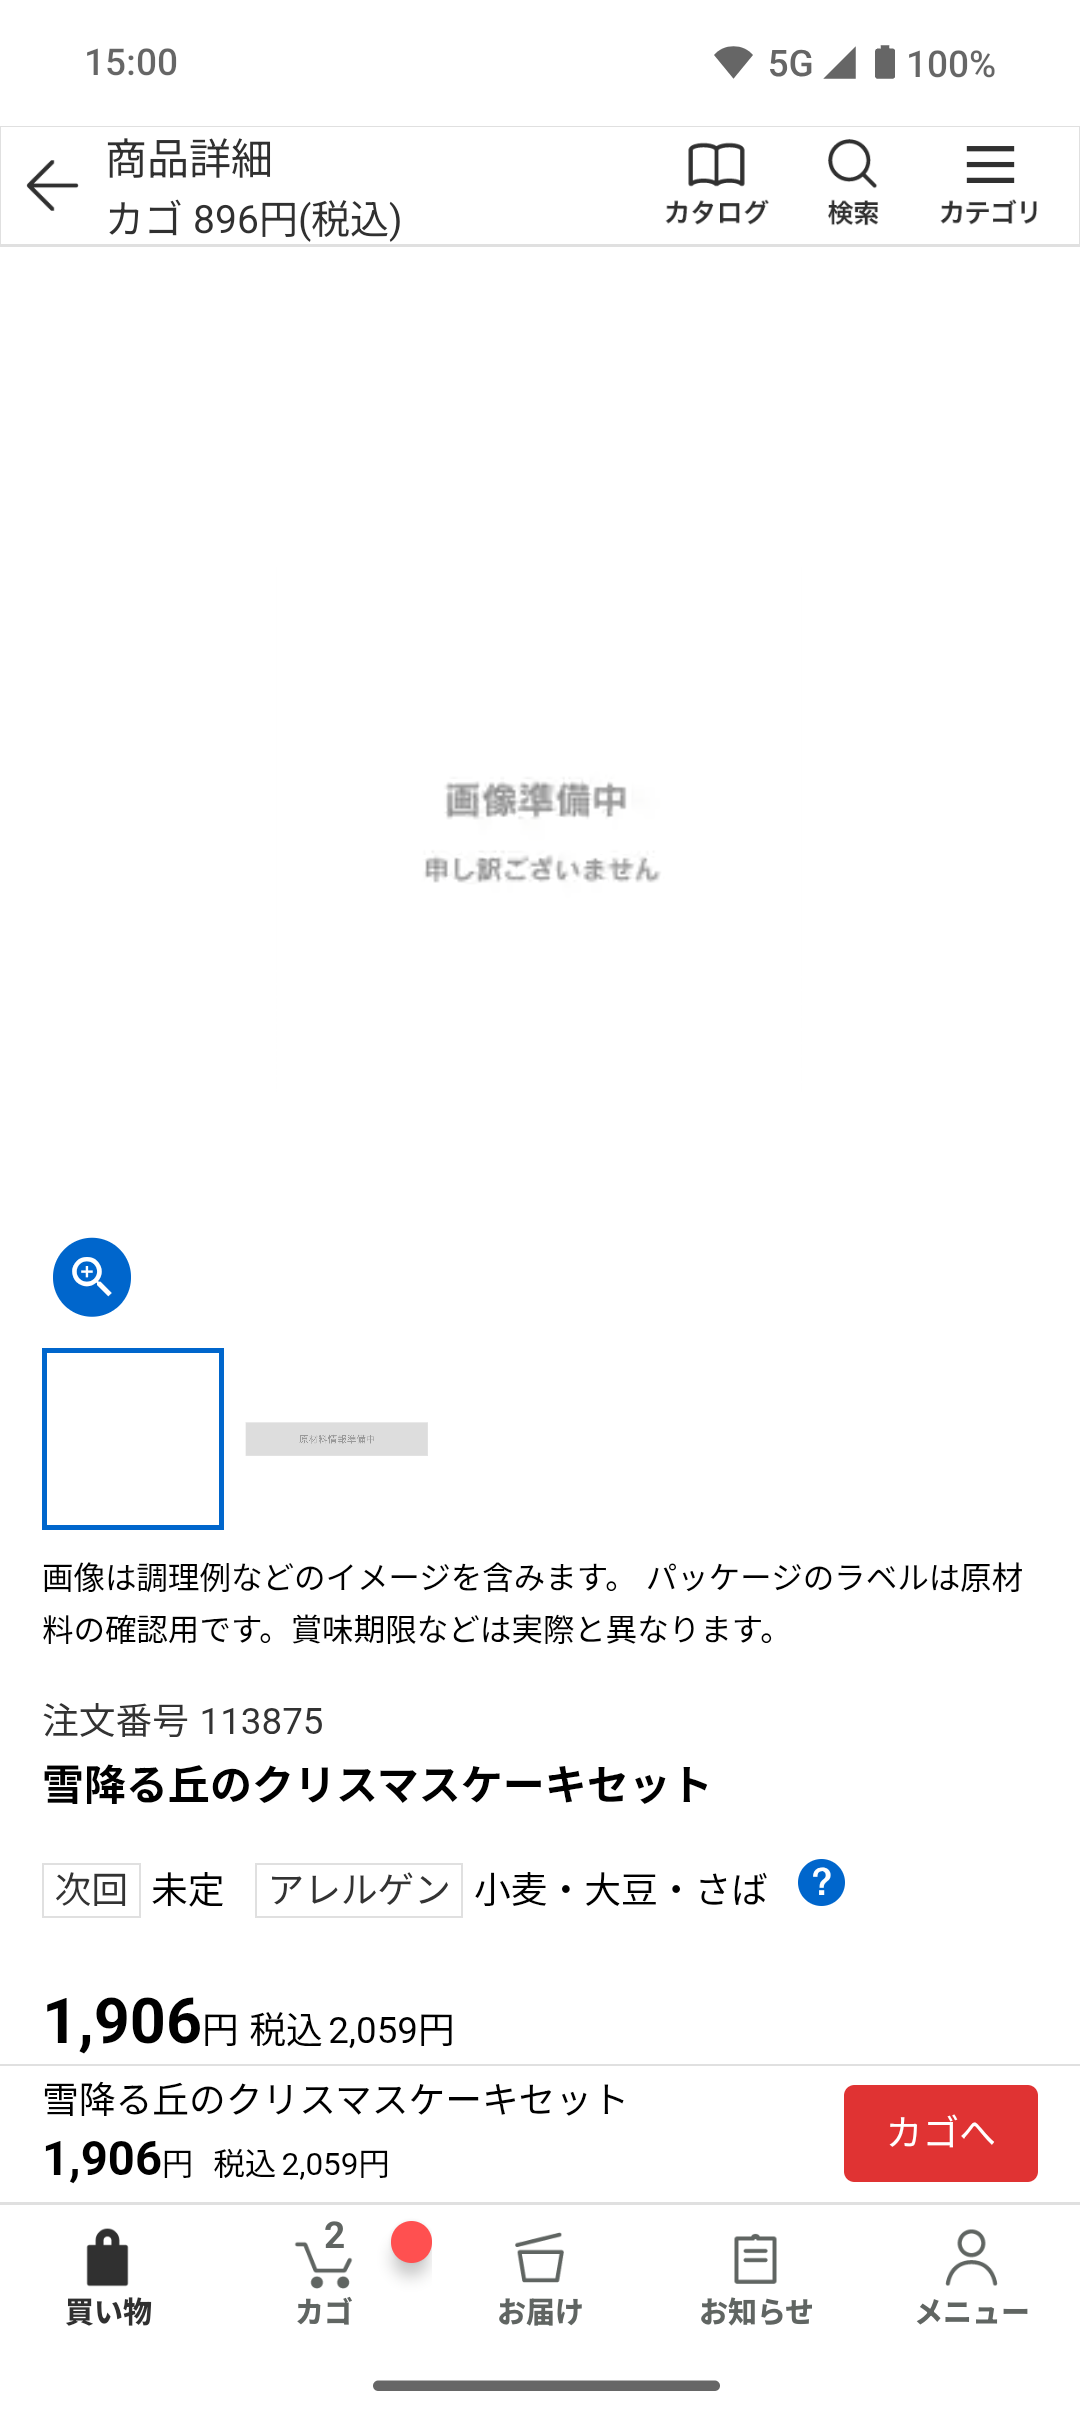 15:00
5G 100%
商品詳細
カゴ 896円(税込)
カタログ
検索
カテゴリ
画像準備中
申し訳ございません
原材料情報準備中
画像は調理例などのイメージを含みます。 パッケージのラベルは原材
料の確認用です。賞味期限などは実際と異なります。
注文番号 113875
雪降る丘のクリスマスケーキセット
次回 未定 アレルゲン 小麦・大豆・さば ?
1,906円 税込 2,059円
雪降る丘のクリスマスケーキセット
1,906円 税込 2,059円
カゴへ
2
買い物
カゴ
お届け
お知らせ
メニュー